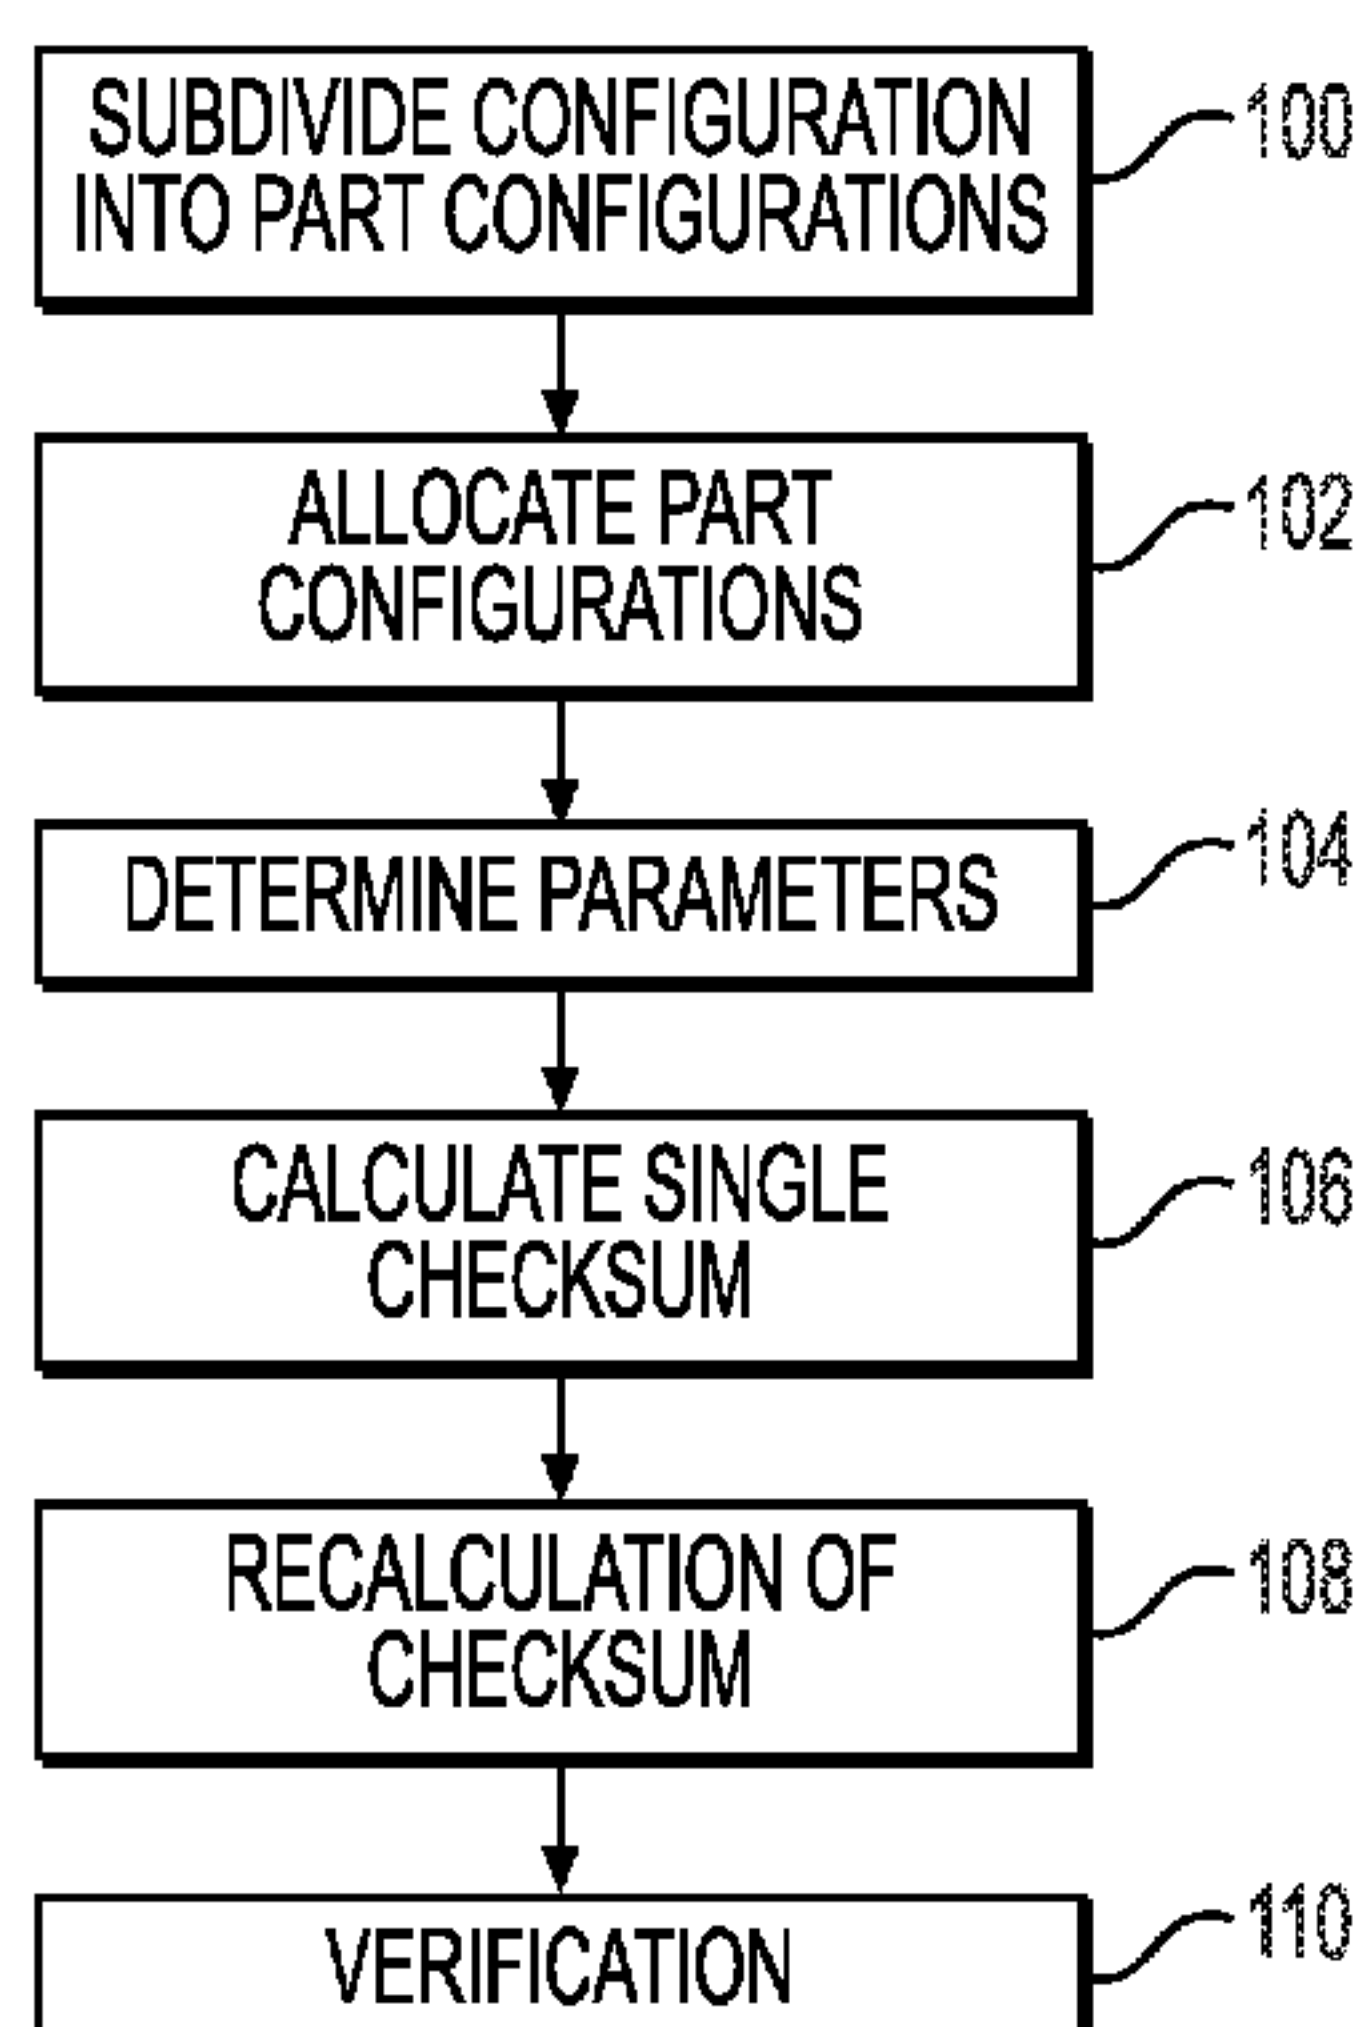 SUBDIVIDE CONFIGURATION
INTO PART CONFIGURATIONS
100
ALLOCATE PART
CONFIGURATIONS
102
DETERMINE PARAMETERS
104
CALCULATE SINGLE
CHECKSUM
106
RECALCULATION OF
CHECKSUM
108
VERIFICATION
110